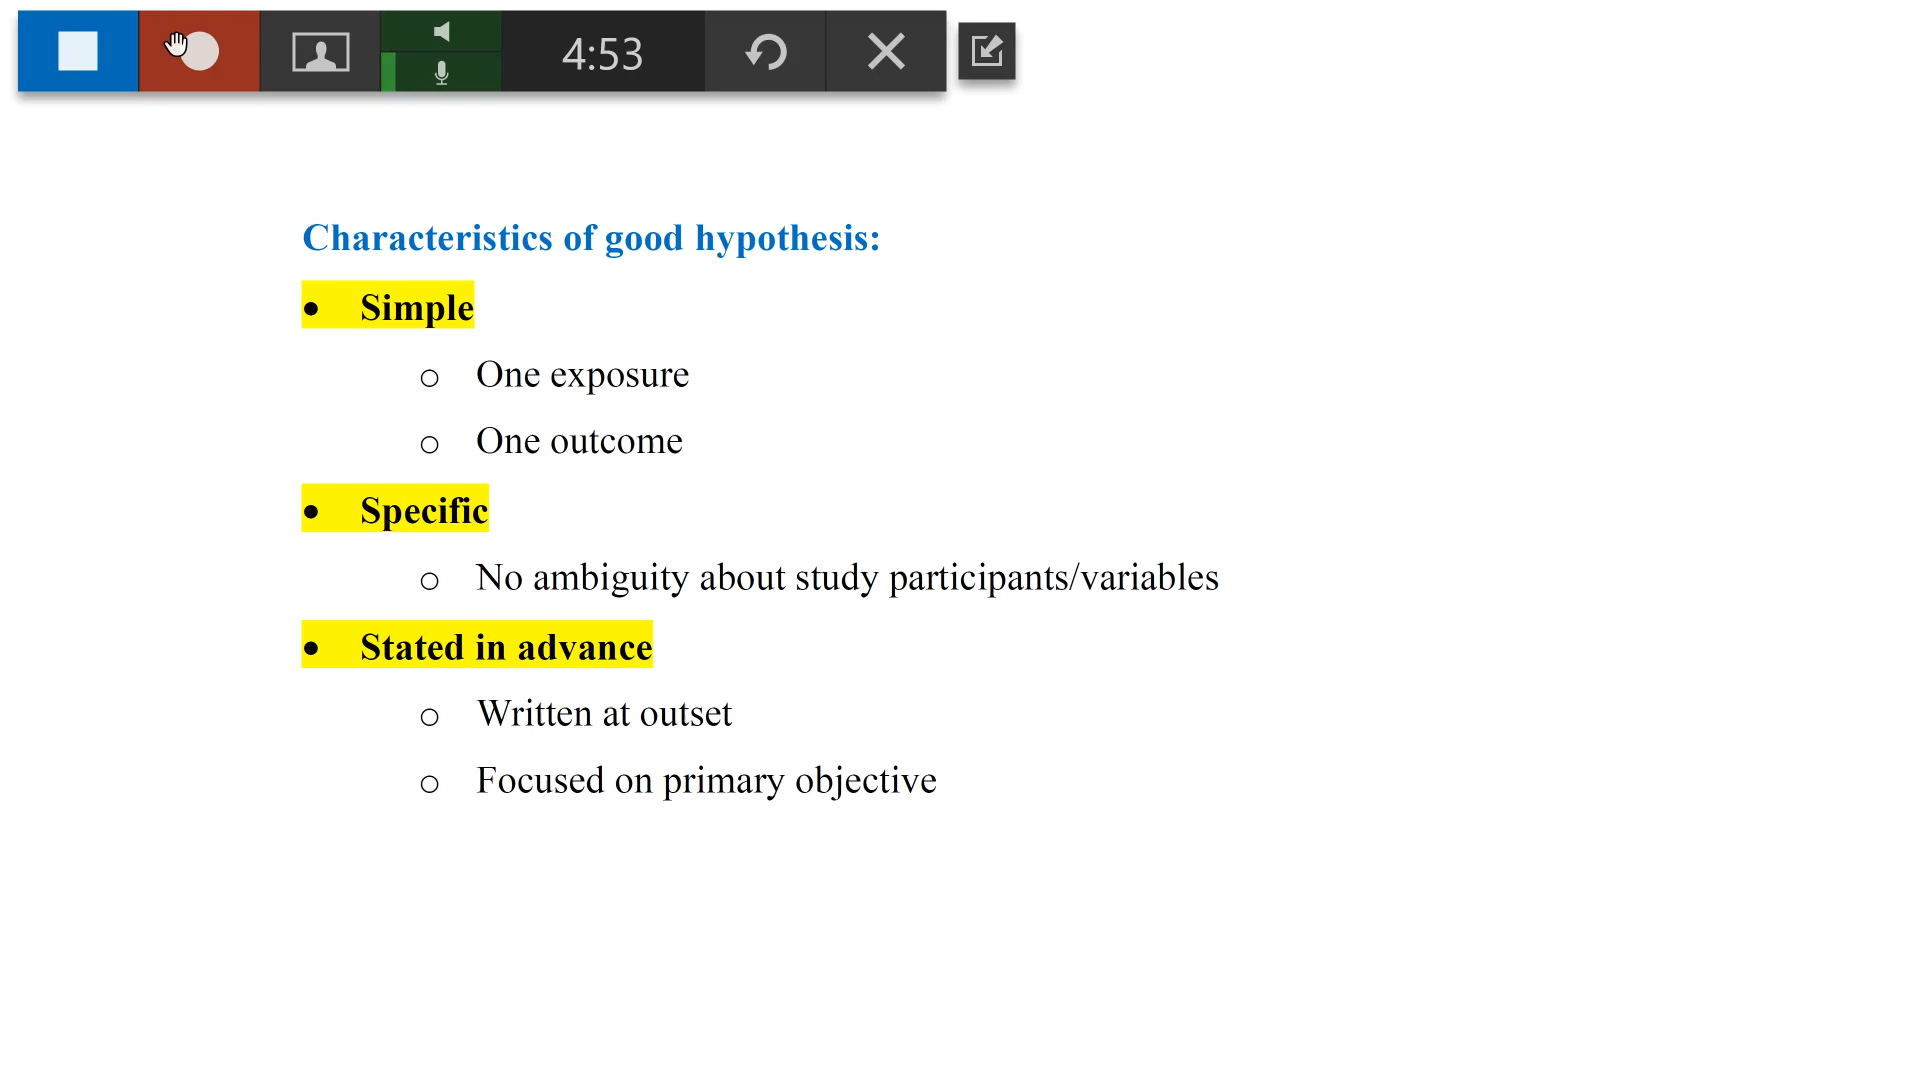 4:53
Characteristics of good hypothesis:
• Simple
o One exposure
o One outcome
• Specific
o No ambiguity about study participants/variables
• Stated in advance
o Written at outset
o Focused on primary objective